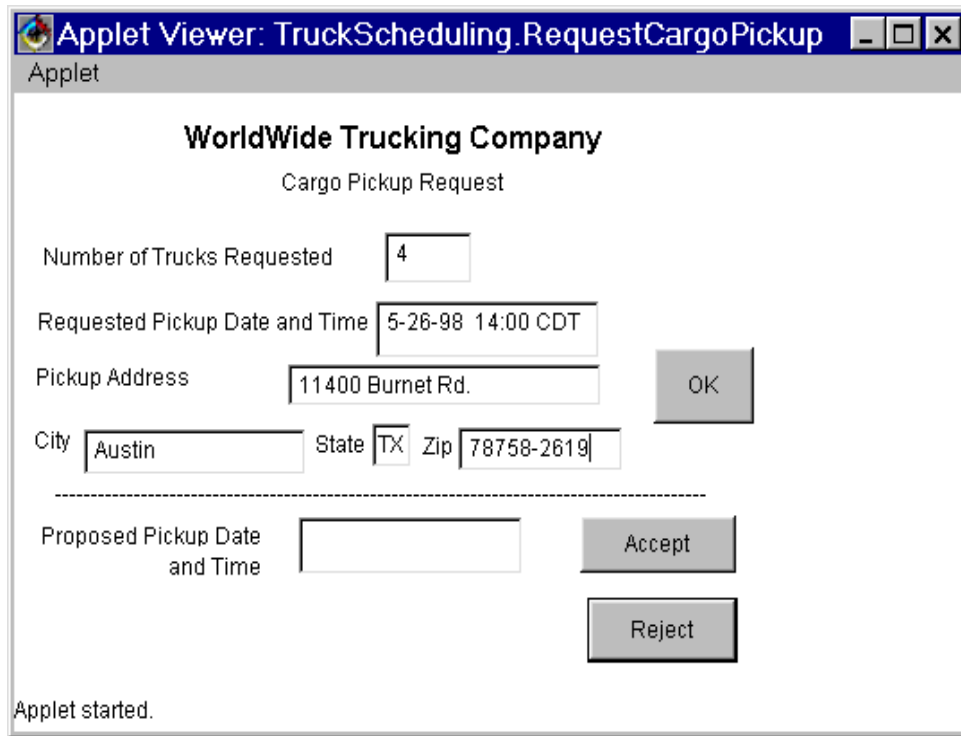 Applet Viewer: TruckScheduling.RequestCargoPickup
Applet
WorldWide Trucking Company
Cargo Pickup Request
Number of Trucks Requested 4
Requested Pickup Date and Time 5-26-98 14:00 CDT
Pickup Address 11400 Burnet Rd.
OK
City Austin State TX Zip 78758-2619
Proposed Pickup Date
and Time
Accept
Reject
Applet started.